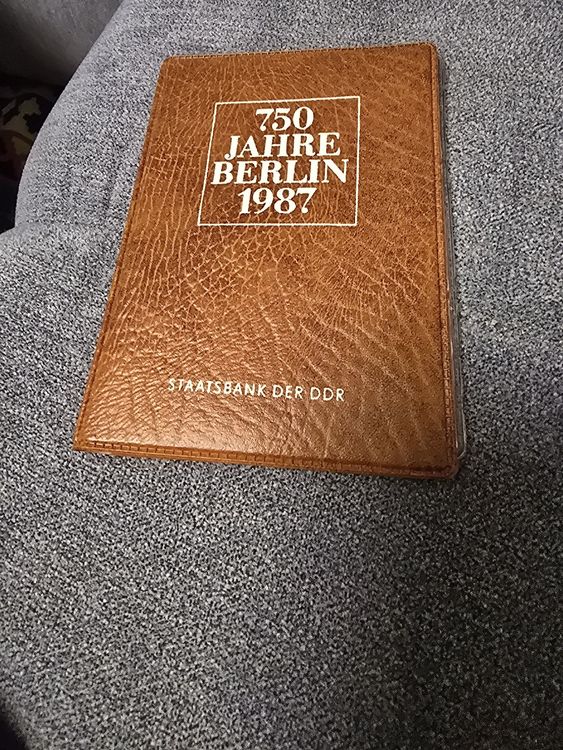 750
JAHRE
BERLIN
1987
STAATSBANK DER DDR